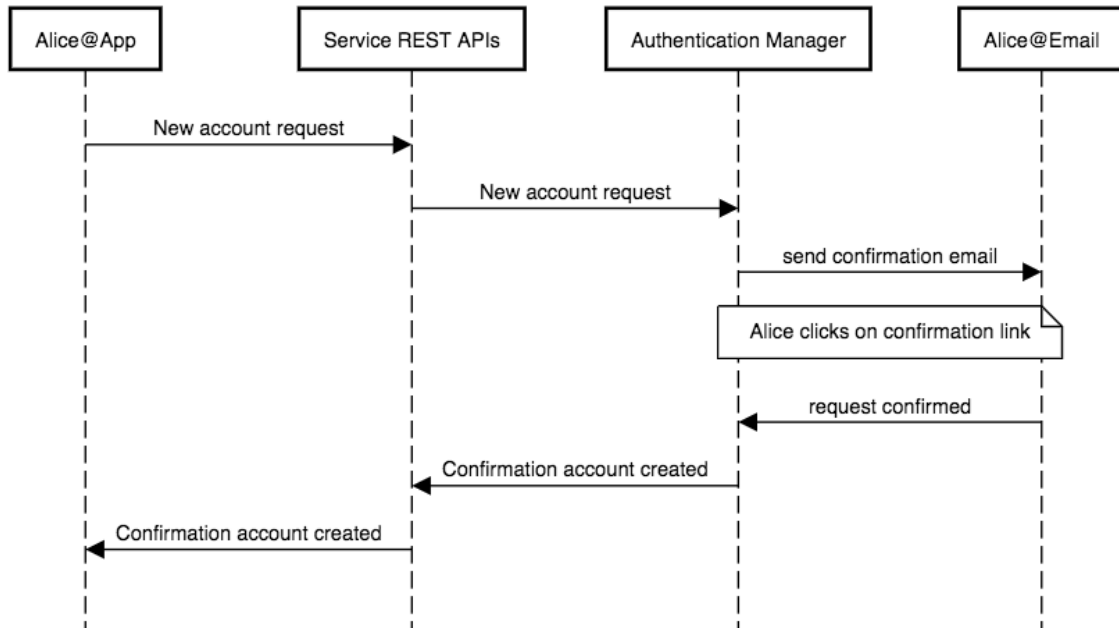 Alice@App
Service REST APIs
Authentication Manager
Alice@Email
New account request
New account request
send confirmation email
Alice clicks on confirmation link
request confirmed
Confirmation account created
Confirmation account created